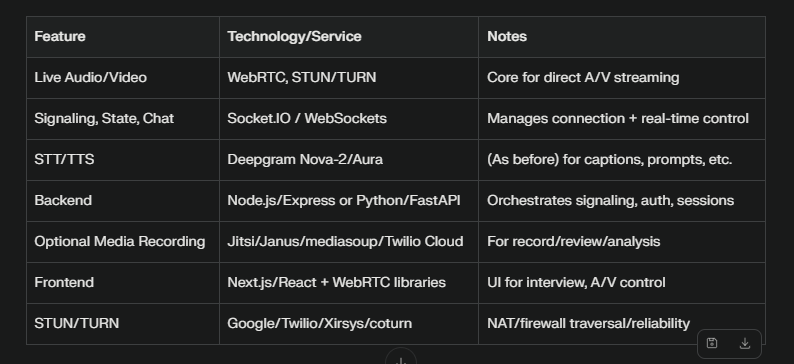 Feature Technology/Service Notes
Live Audio/Video WebRTC, STUN/TURN Core for direct A/V streaming
Signaling, State, Chat Socket.IO / WebSockets Manages connection + real-time control
STT/TTS Deepgram Nova-2/Aura (As before) for captions, prompts, etc.
Backend Node.js/Express or Python/FastAPI Orchestrates signaling, auth, sessions
Optional Media Recording Jitsi/Janus/mediasoup/Twilio Cloud For record/review/analysis
Frontend Next.js/React + WebRTC libraries UI for interview, A/V control
STUN/TURN Google/Twilio/Xirsys/coturn NAT/firewall traversal/reliability